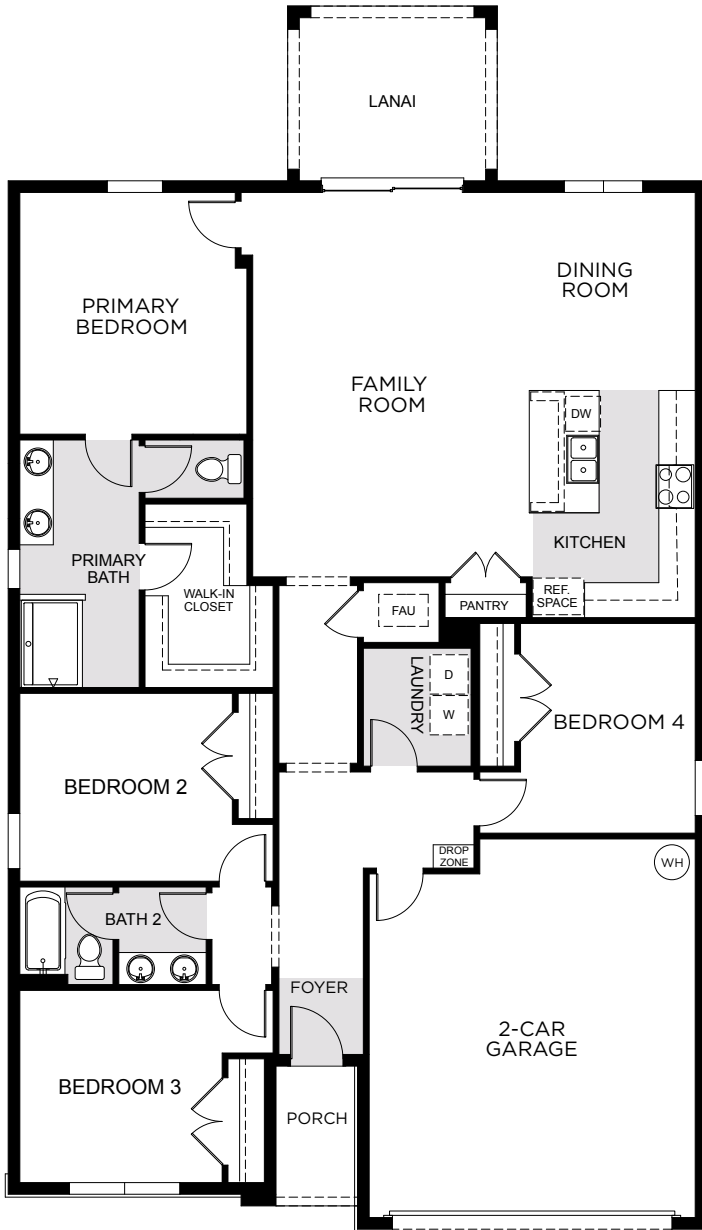 LANAI
DINING
ROOM
PRIMARY
BEDROOM
FAMILY
ROOM
DW
KITCHEN
PRIMARY
BATH
WALK-IN
CLOSET
FAU
PANTRY
REF.
SPACE
LAUNDRY
D
W
BEDROOM 4
BEDROOM 2
DROP
ZONE
WH
BATH 2
FOYER
2-CAR
GARAGE
BEDROOM 3
PORCH